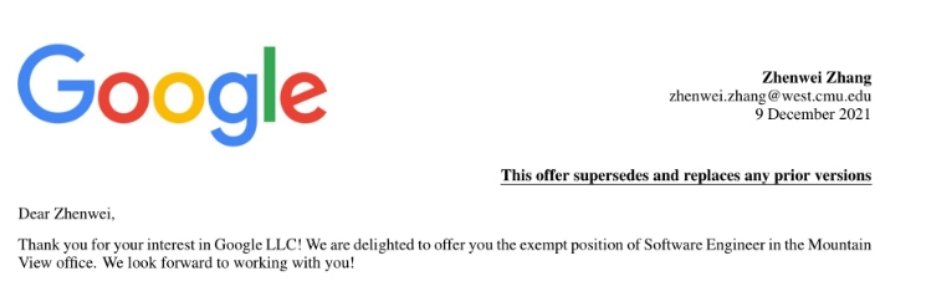 Google
Zhenwei Zhang
zhenwei.zhang@west.cmu.edu
9 December 2021
This offer supersedes and replaces any prior versions
Dear Zhenwei,
Thank you for your interest in Google LLC! We are delighted to offer you the exempt position of Software Engineer in the Mountain
View office. We look forward to working with you!